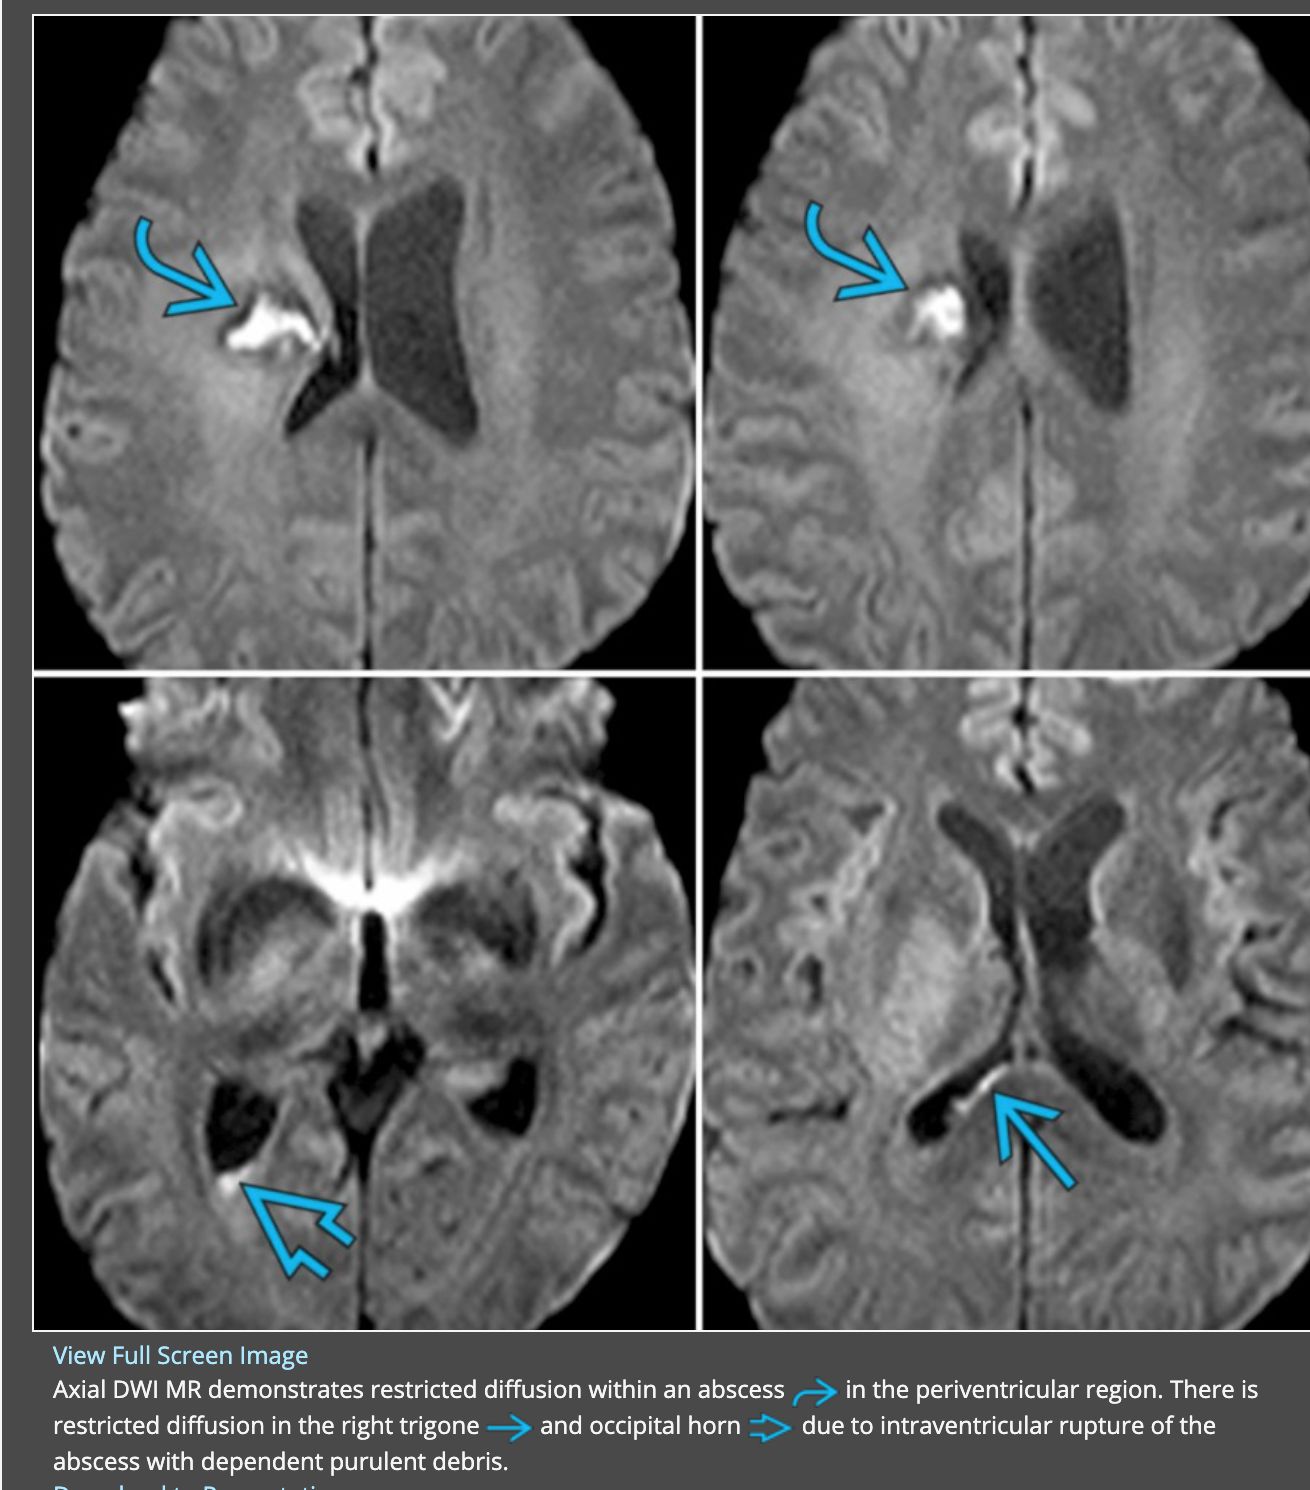 View Full Screen Image
Axial DWI MR demonstrates restricted diffusion within an abscess in the periventricular region. There is
restricted diffusion in the right trigone and occipital horn due to intraventricular rupture of the
abscess with dependent purulent debris.